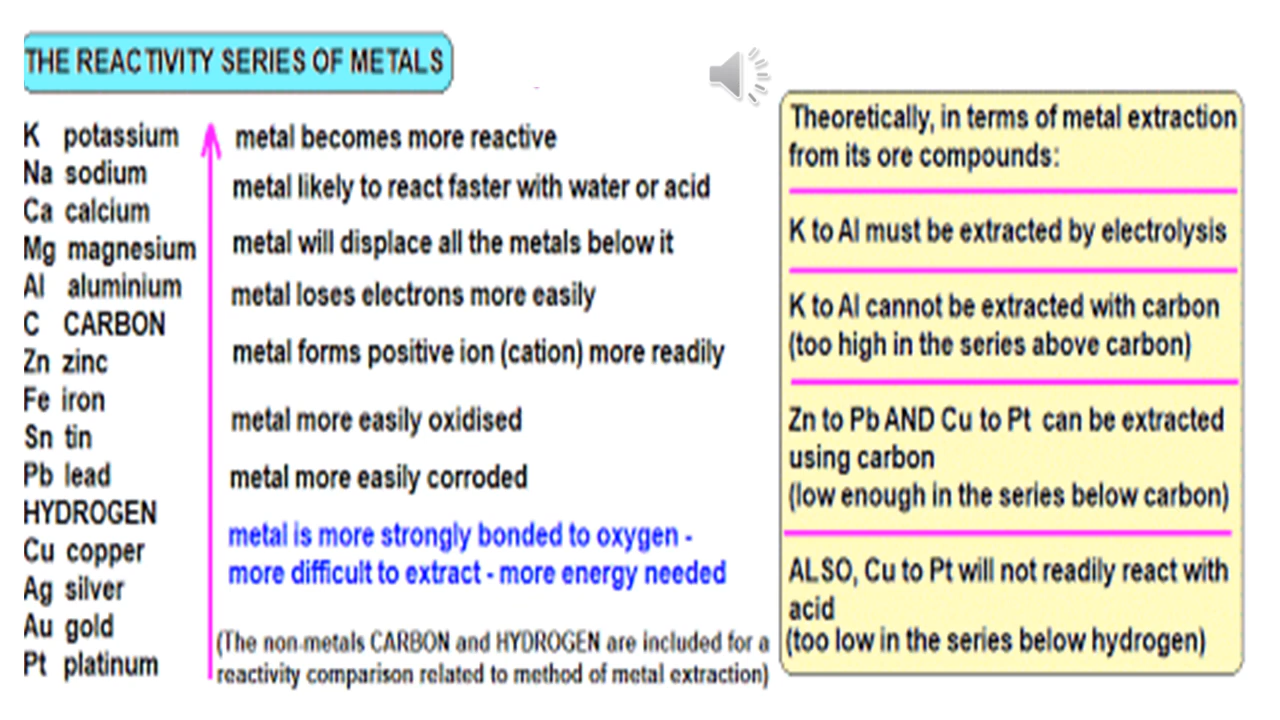 THE REACTIVITY SERIES OF METALS
K potassium
Na sodium
Ca calcium
Mg magnesium
Al aluminium
C CARBON
Zn zinc
Fe iron
Sn tin
Pb lead
HYDROGEN
Cu copper
Ag silver
Au gold
Pt platinum
metal becomes more reactive
metal likely to react faster with water or acid
metal will displace all the metals below it
metal loses electrons more easily
metal forms positive ion (cation) more readily
metal more easily oxidised
metal more easily corroded
metal is more strongly bonded to oxygen -
more difficult to extract - more energy needed
(The non-metals CARBON and HYDROGEN are included for a
reactivity comparison related to method of metal extraction)
Theoretically, in terms of metal extraction
from its ore compounds:
K to Al must be extracted by electrolysis
K to Al cannot be extracted with carbon
(too high in the series above carbon)
Zn to Pb AND Cu to Pt can be extracted
using carbon
(low enough in the series below carbon)
ALSO, Cu to Pt will not readily react with
acid
(too low in the series below hydrogen)